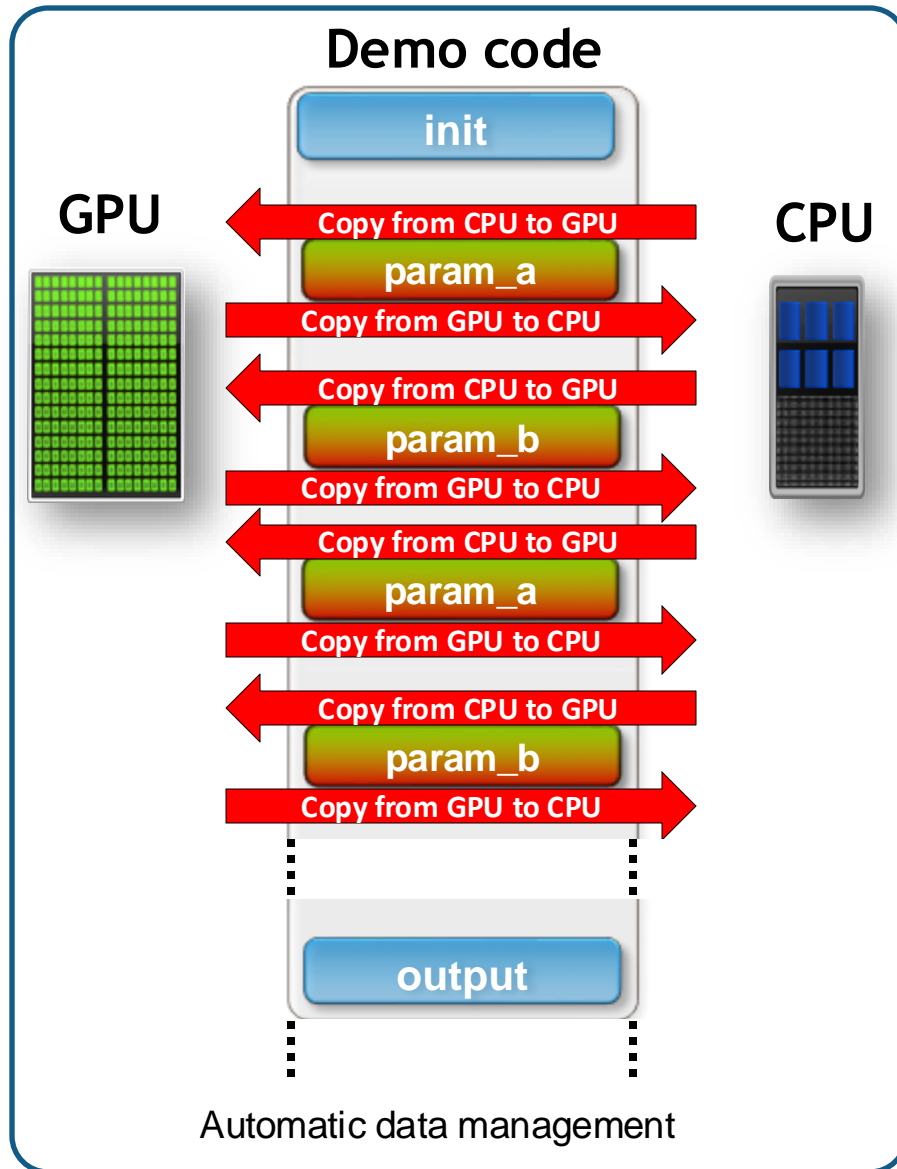 Demo code
init
GPU
CPU
Copy from CPU to GPU
param_a
Copy from GPU to CPU
Copy from CPU to GPU
param_b
Copy from GPU to CPU
Copy from CPU to GPU
param_a
Copy from GPU to CPU
Copy from CPU to GPU
param_b
Copy from GPU to CPU
output
Automatic data management